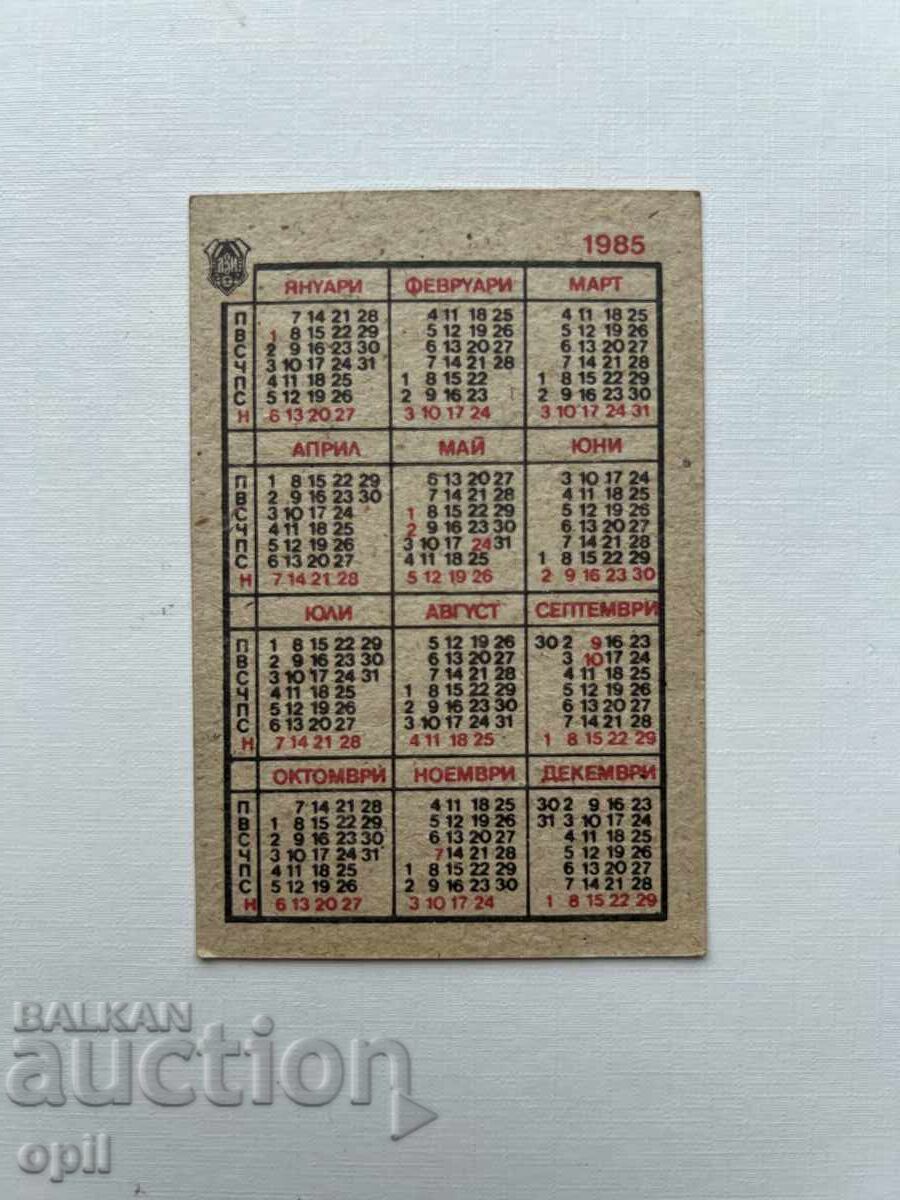 ДЗИ
1985
ЯНУАРИ ФЕВРУАРИ МАРТ
П 7 14 21 28 4 11 18 25 4 11 18 25
В 1 8 15 22 29 5 12 19 26 5 12 19 26
С 2 9 16 23 30 6 13 20 27 6 13 20 27
Ч 3 10 17 24 31 7 14 21 28 7 14 21 28
П 4 11 18 25 1 8 15 22 1 8 15 22 29
С 5 12 19 26 2 9 16 23 2 9 16 23 30
Н 6 13 20 27 3 10 17 24 3 10 17 24 31
АПРИЛ МАЙ ЮНИ
П 1 8 15 22 29 6 13 20 27 3 10 17 24
В 2 9 16 23 30 7 14 21 28 4 11 18 25
С 3 10 17 24 1 8 15 22 29 5 12 19 26
Ч 4 11 18 25 2 9 16 23 30 6 13 20 27
П 5 12 19 26 3 10 17 24 31 7 14 21 28
С 6 13 20 27 4 11 18 25 1 8 15 22 29
Н 7 14 21 28 5 12 19 26 2 9 16 23 30
ЮЛИ АВГУСТ СЕПТЕМВРИ
П 1 8 15 22 29 5 12 19 26 30 2 9 16 23
В 2 9 16 23 30 6 13 20 27 3 10 17 24
С 3 10 17 24 31 7 14 21 28 4 11 18 25
Ч 4 11 18 25 1 8 15 22 29 5 12 19 26
П 5 12 19 26 2 9 16 23 30 6 13 20 27
С 6 13 20 27 3 10 17 24 31 7 14 21 28
Н 7 14 21 28 4 11 18 25 1 8 15 22 29
ОКТОМВРИ НОЕМВРИ ДЕКЕМВРИ
П 7 14 21 28 4 11 18 25 30 2 9 16 23
В 1 8 15 22 29 5 12 19 26 31 3 10 17 24
С 2 9 16 23 30 6 13 20 27 4 11 18 25
Ч 3 10 17 24 31 7 14 21 28 5 12 19 26
П 4 11 18 25 1 8 15 22 29 6 13 20 27
С 5 12 19 26 2 9 16 23 30 7 14 21 28
Н 6 13 20 27 3 10 17 24 1 8 15 22 29
BALKAN
auction
opil